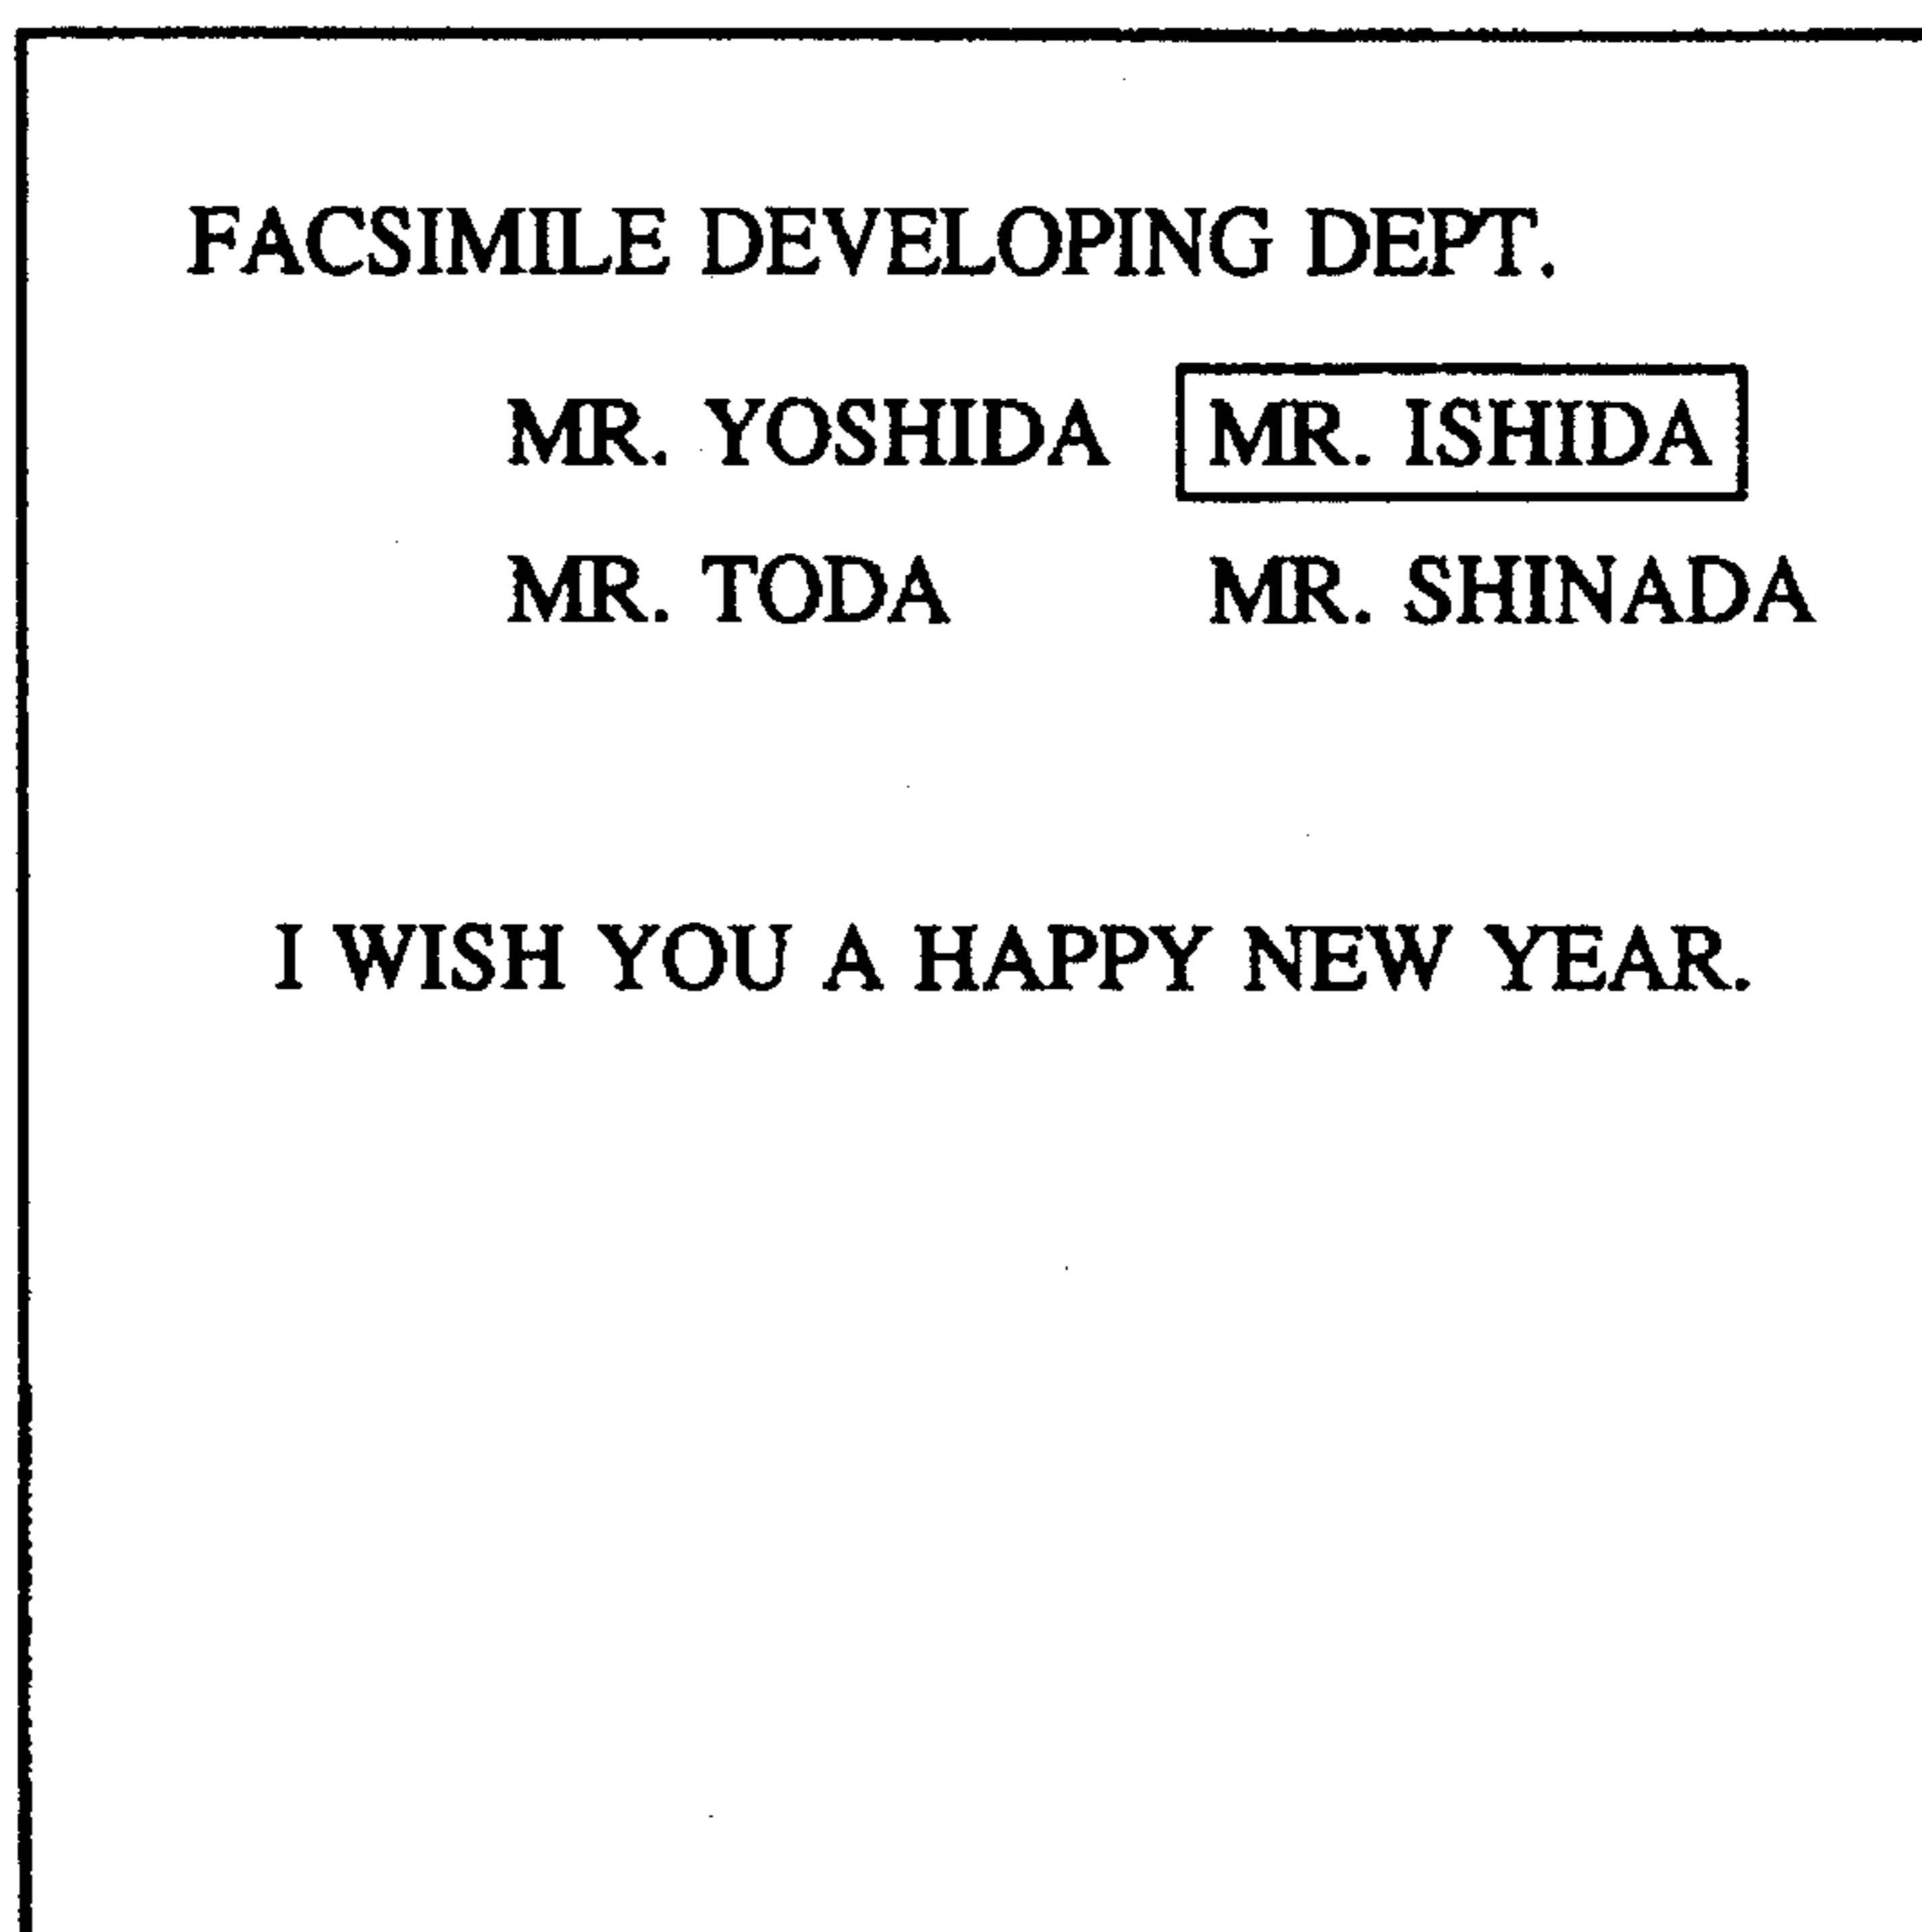 FACSIMILE DEVELOPING DEPT.
MR. YOSHIDA MR. ISHIDA
MR. TODA MR. SHINADA
I WISH YOU A HAPPY NEW YEAR.